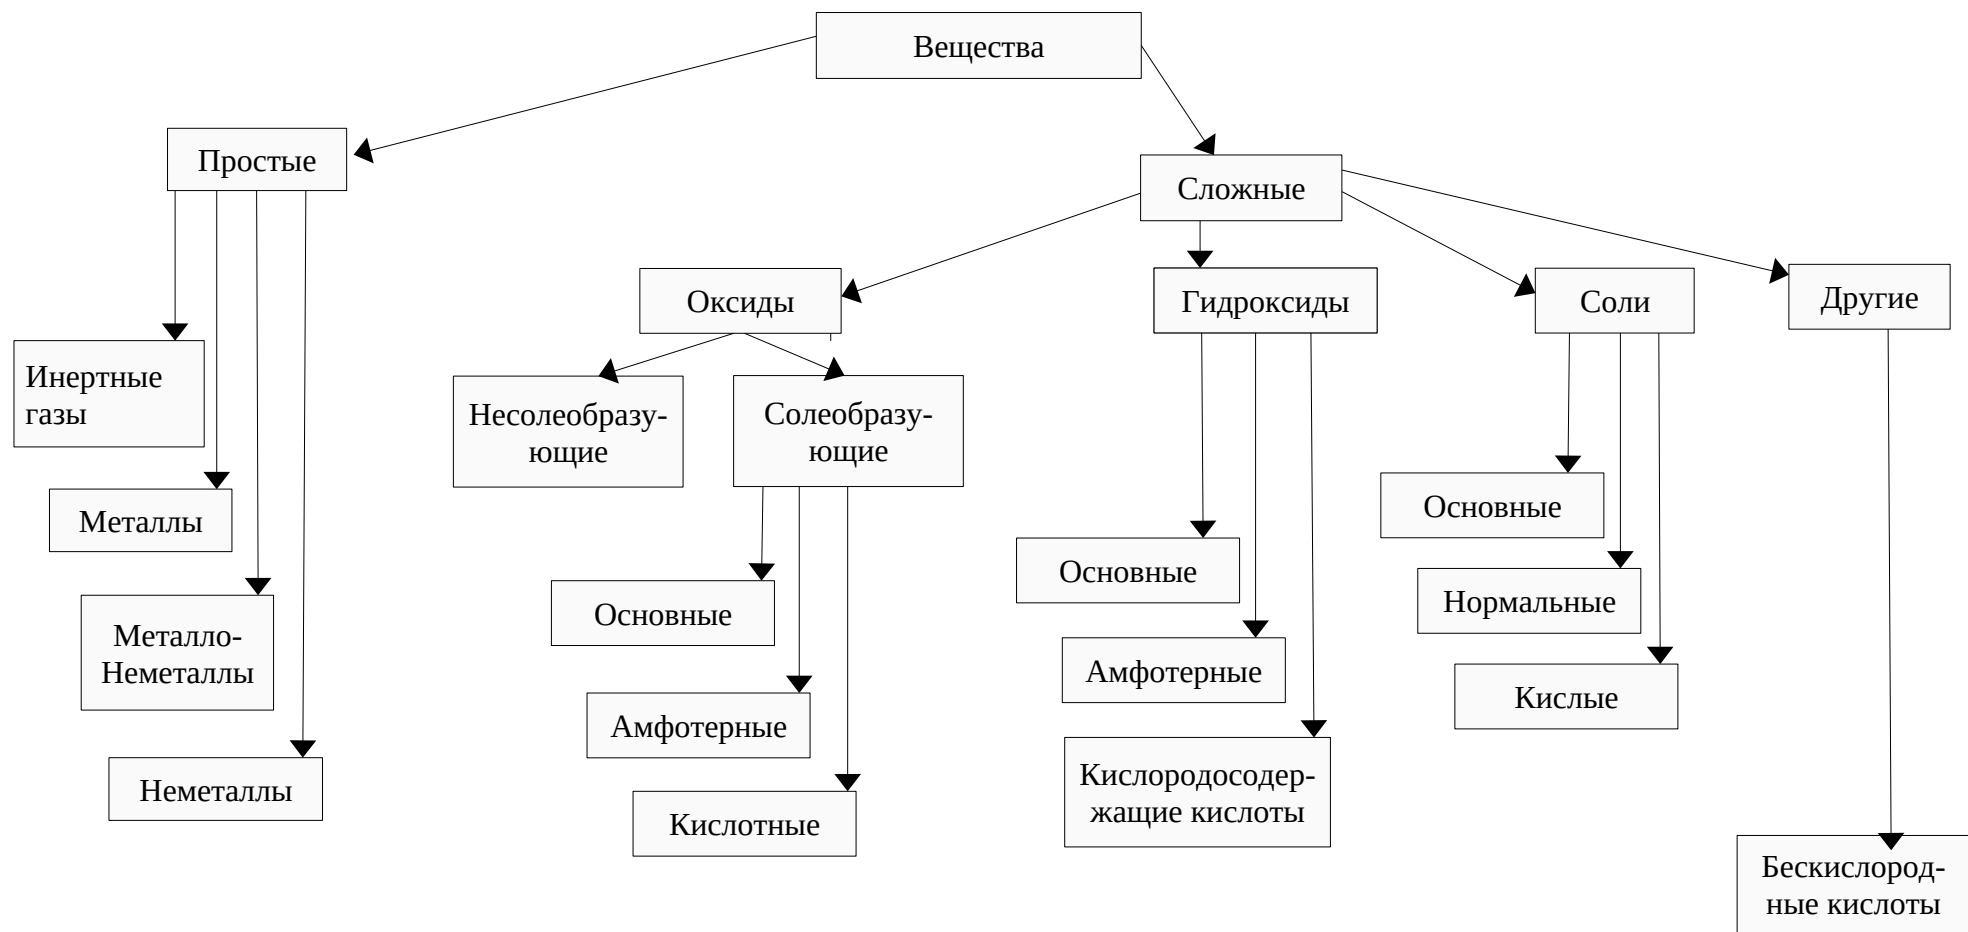 Вещества
Простые
Сложные
Оксиды
Гидроксиды
Соли
Другие
Инертные
газы
Несолеобразу-
ющие
Солеобразу-
ющие
Металлы
Основные
Основные
Металло-
Неметаллы
Основные
Нормальные
Амфотерные
Кислые
Амфотерные
Неметаллы
Кислородосодер-
жащие кислоты
Кислотные
Бескислород-
ные кислоты